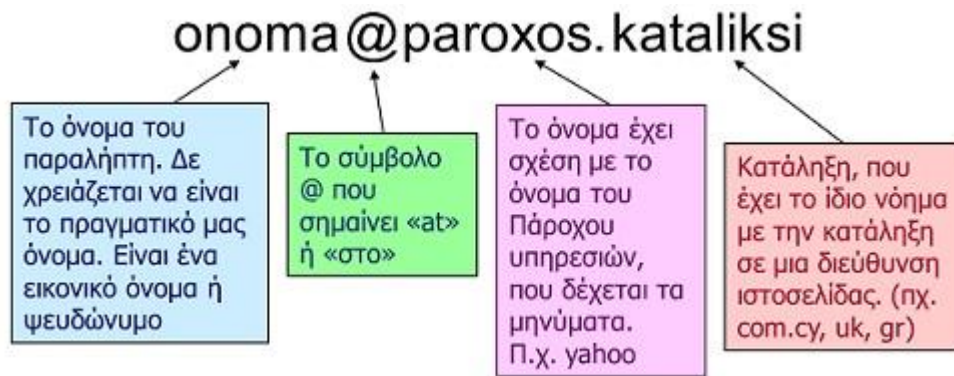 onoma@paroxos.kataliksi
Το όνομα του
παραλήπτη. Δε
χρειάζεται να είναι
το πραγματικό μας
όνομα. Είναι ένα
εικονικό όνομα ή
ψευδώνυμο
Το σύμβολο
@ που
σημαίνει «at»
ή «στο»
Το όνομα έχει
σχέση με το
όνομα του
Πάροχου
υπηρεσιών,
που δέχεται τα
μηνύματα.
Π.χ. yahoo
Κατάληξη, που
έχει το ίδιο νόημα
με την κατάληξη
σε μια διεύθυνση
ιστοσελίδας. (πχ.
com.cy, uk, gr)